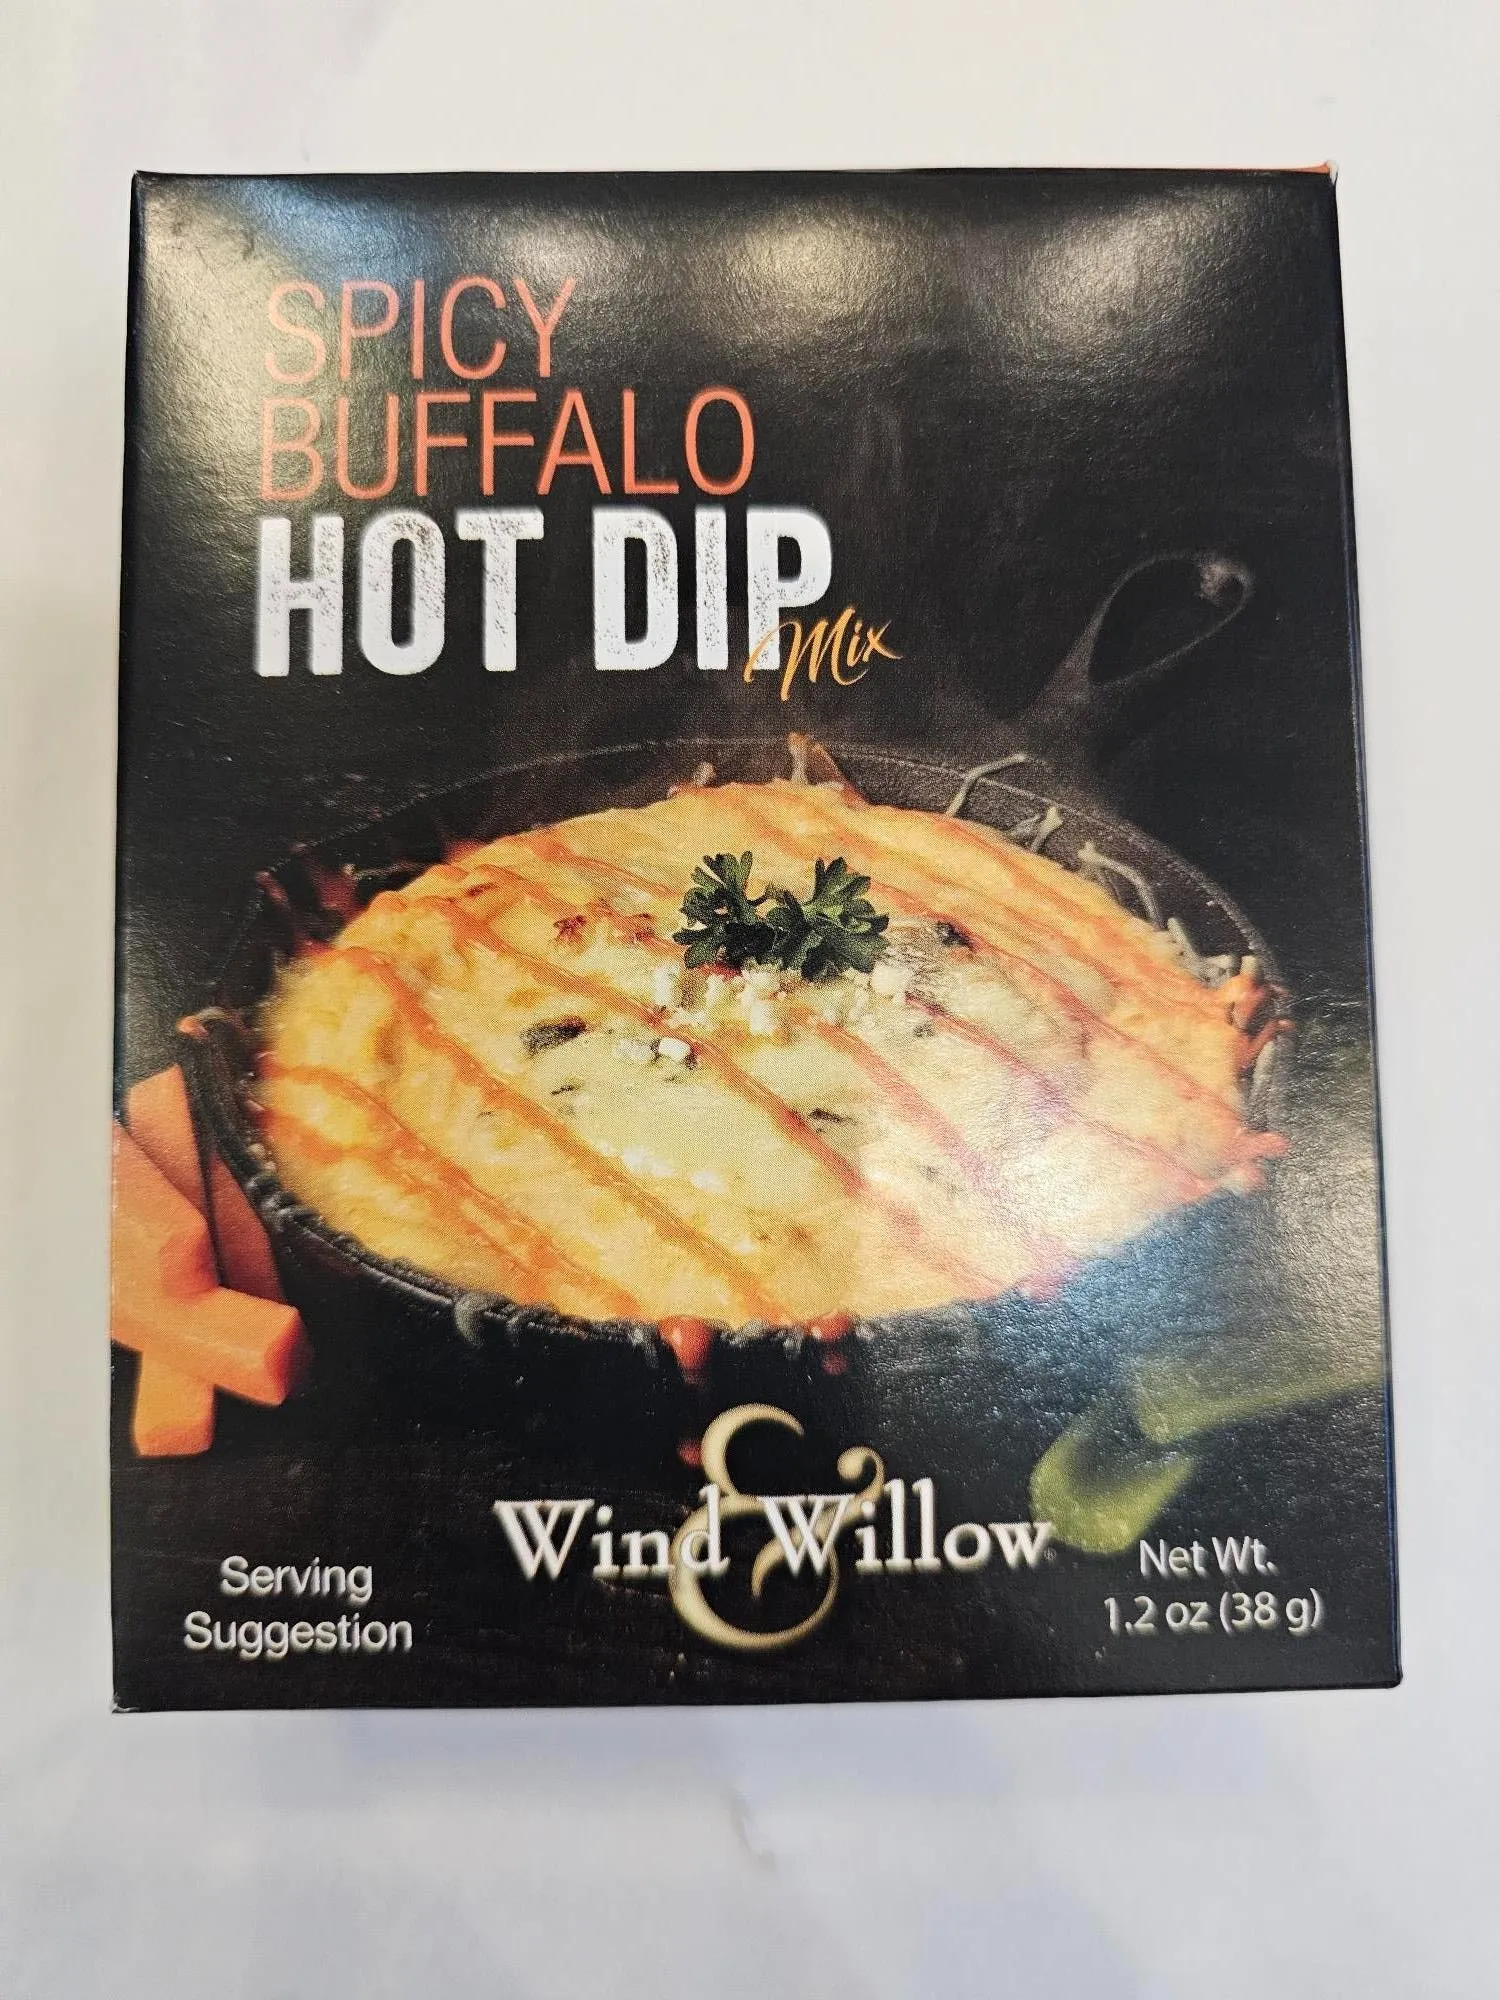 SPICY
BUFFALO
HOT DIP
Mix
Wind & Willow
Serving
Suggestion
Net Wt.
1.2 oz (38 g)